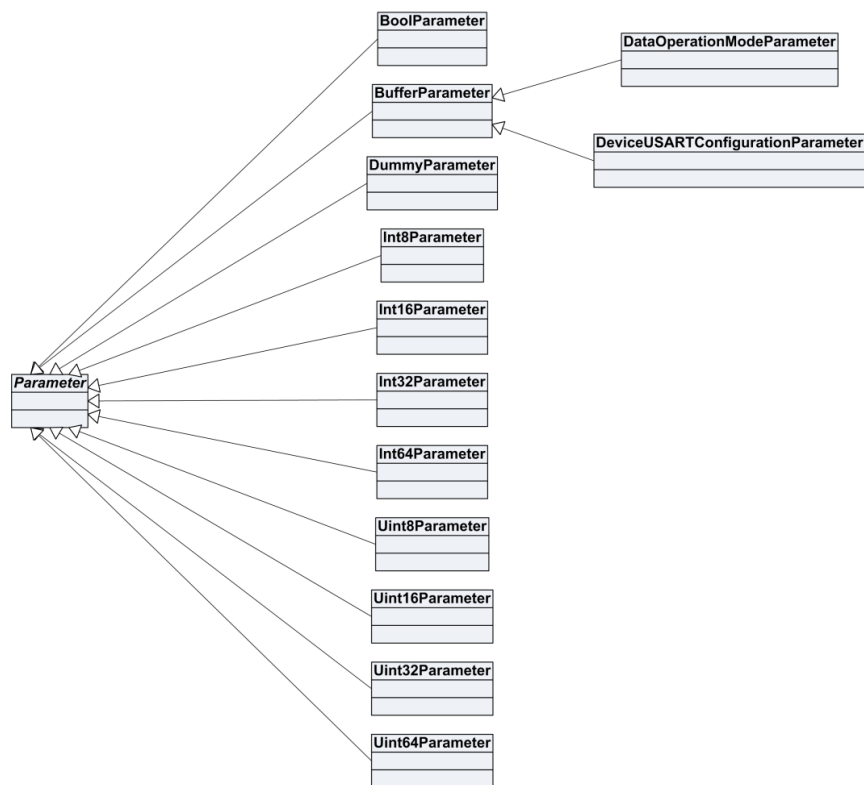 BoolParameter
DataOperationModeParameter
BufferParameter
DeviceUSARTConfigurationParameter
DummyParameter
Int8Parameter
Int16Parameter
Parameter
Int32Parameter
Int64Parameter
Uint8Parameter
Uint16Parameter
Uint32Parameter
Uint64Parameter